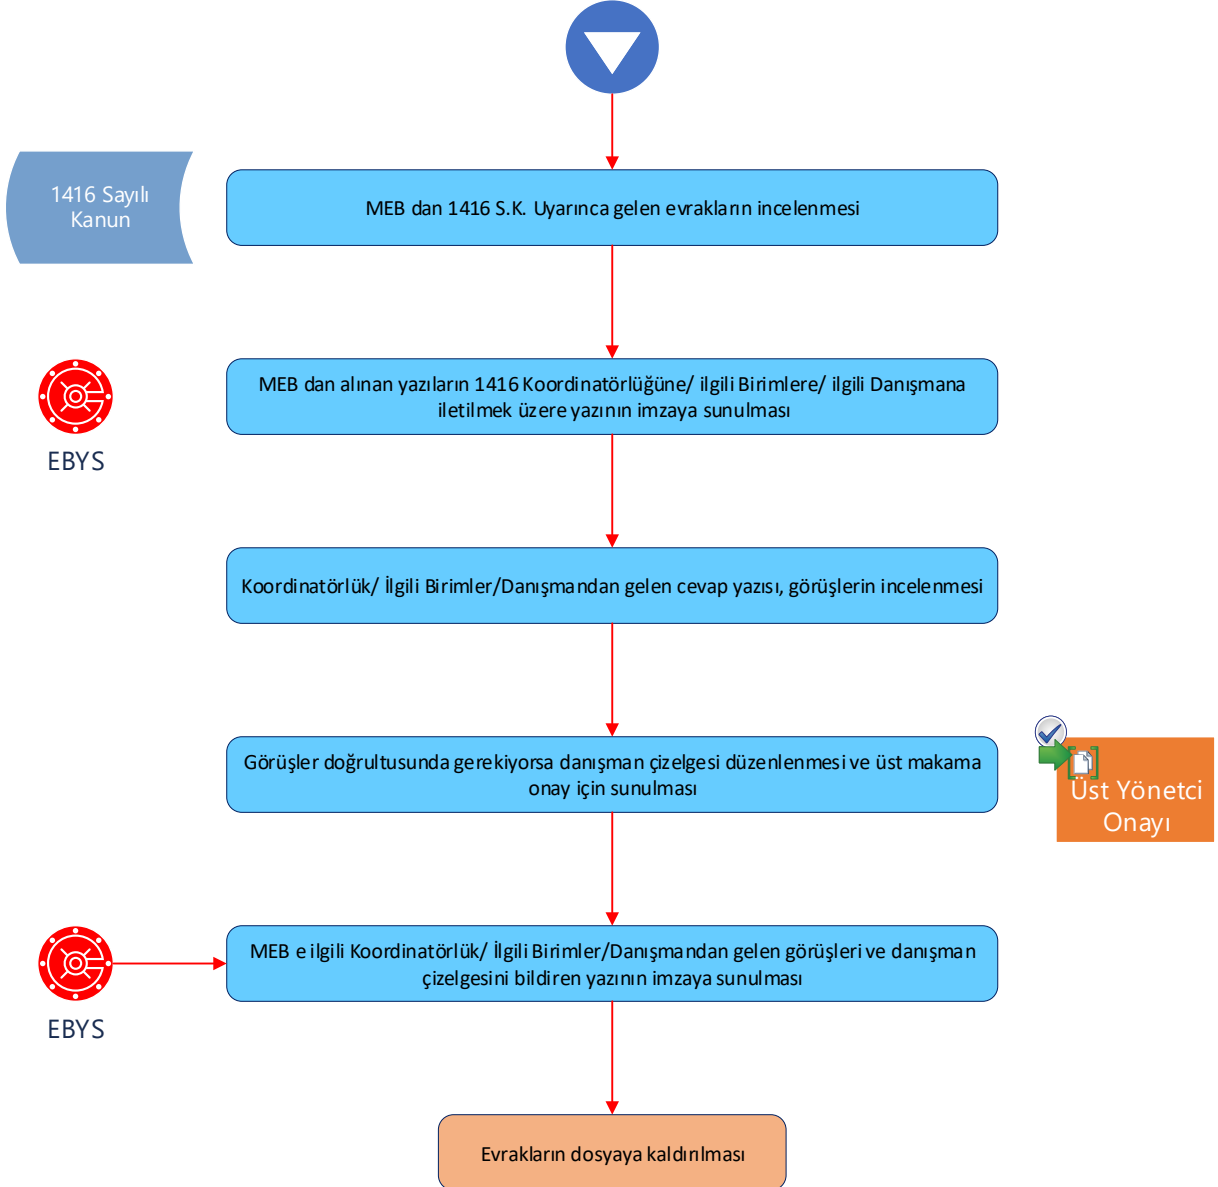 1416 Sayılı
Kanun
MEB dan 1416 S.K. Uyarınca gelen evrakların incelenmesi
MEB dan alınan yazıların 1416 Koordinatörlüğüne/ ilgili Birimlere/ ilgili Danışmana
iletilmek üzere yazının imzaya sunulması
EBYS
Koordinatörlük/ İlgili Birimler/Danışmandan gelen cevap yazısı, görüşlerin incelenmesi
Görüşler doğrultusunda gerekiyorsa danışman çizelgesi düzenlenmesi ve üst makama
onay için sunulması
Üst Yönetci
Onayı
MEB e ilgili Koordinatörlük/ İlgili Birimler/Danışmandan gelen görüşleri ve danışman
çizelgesini bildiren yazının imzaya sunulması
EBYS
Evrakların dosyaya kaldırılması